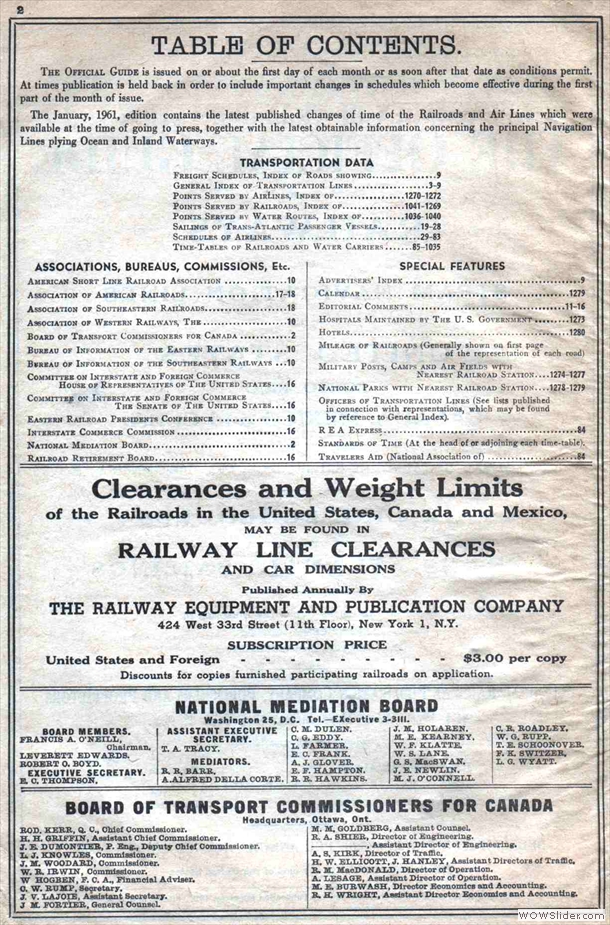 2
TABLE OF CONTENTS.
THE OFFICIAL GUIDE is issued on or about the first day of each month or as soon after that date as conditions permit.
At times publication is held back in order to include important changes in schedules which become effective during the first
part of the month of issue.
The January, 1961, edition contains the latest published changes of time of the Railroads and Air Lines which were
available at the time of going to press, together with the latest obtainable information concerning the principal Navigation
Lines plying Ocean and Inland Waterways.
TRANSPORTATION DATA
FREIGHT SCHEDULES, INDEX OF ROADS SHOWING...............9
GENERAL INDEX OF TRANSPORTATION LINES..................3-9
POINTS SERVED BY AIRLINES, INDEX OF................1270-1272
POINTS SERVED BY RAILROADS, INDEX OF...............1041-1269
POINTS SERVED BY WATER ROUTES, INDEX OF...........1036-1040
SAILINGS OF TRANS-ATLANTIC PASSENGER VESSELS..........19-28
SCHEDULES OF AIRLINES.................................29-83
TIME-TABLES OF RAILROADS AND WATER CARRIERS.....85-1035
ASSOCIATIONS, BUREAUS, COMMISSIONS, Etc.
AMERICAN SHORT LINE RAILROAD ASSOCIATION ...............10
ASSOCIATION OF AMERICAN RAILROADS....................17-18
ASSOCIATION OF SOUTHEASTERN RAILROADS..................18
ASSOCIATION OF WESTERN RAILWAYS, THE ..................10
BOARD OF TRANSPORT COMMISSIONERS FOR CANADA ............2
BUREAU OF INFORMATION OF THE EASTERN RAILWAYS ..........10
BUREAU OF INFORMATION OF THE SOUTHEASTERN RAILWAYS ...10
COMMITTEE ON INTERSTATE AND FOREIGN COMMERCE
HOUSE OF REPRESENTATIVES OF THE UNITED STATES....16
COMMITTEE ON INTERSTATE AND FOREIGN COMMERCE
THE SENATE OF THE UNITED STATES....16
EASTERN RAILROAD PRESIDENTS CONFERENCE ................10
INTERSTATE COMMERCE COMMISSION ........................16
NATIONAL MEDIATION BOARD................................2
RAILROAD RETIREMENT BOARD..............................16
SPECIAL FEATURES
ADVERTISERS' INDEX ......................................9
CALENDAR .............................................1279
EDITORIAL COMMENTS ..................................11-16
HOSPITALS MAINTAINED BY THE U. S. GOVERNMENT .........1273
HOTELS...............................................1280
MILEAGE OF RAILROADS (Generally shown on first page
of the representation of each road)
MILITARY POSTS, CAMPS AND AIR FIELDS WITH
NEAREST RAILROAD STATION....1274-1277
NATIONAL PARKS WITH NEAREST RAILROAD STATION....1278-1279
OFFICERS OF TRANSPORTATION LINES (See lists published
in connection with representations, which may be found
by reference to General Index).
R E A EXPRESS..........................................84
STANDARDS OF TIME (At the head of or adjoining each time-table).
TRAVELERS AID (National Association of) ................84
Clearances and Weight Limits
of the Railroads in the United States, Canada and Mexico,
MAY BE FOUND IN
RAILWAY LINE CLEARANCES
AND CAR DIMENSIONS
Published Annually By
THE RAILWAY EQUIPMENT AND PUBLICATION COMPANY
424 West 33rd Street (11th Floor), New York 1, N.Y.
SUBSCRIPTION PRICE
United States and Foreign - - - - - - - - - $3.00 per copy
Discounts for copies furnished participating railroads on application.
NATIONAL MEDIATION BOARD
Washington 25, D.C. Tel.—EXecutive 3-3111.
BOARD MEMBERS.
FRANCIS A. O'NEILL,
Chairman.
LEVERETT EDWARDS.
ROBERT O. BOYD.
EXECUTIVE SECRETARY.
E. C. THOMPSON.
ASSISTANT EXECUTIVE
SECRETARY.
T. A. TRACY.
MEDIATORS.
R. R. BARR.
A. ALFRED DELLA CORTE.
C. M. DULEN.
C. G. EDDY.
L. FARMER.
E. C. FRANK.
A. J. GLOVER.
E. F. HAMPTON.
R. R. HAWKINS.
J. M. HOLAREN.
M. E. KEARNEY.
W. F. KLATTE.
W. S. LANE.
G. S. MacSWAN.
J. E. NEWLIN.
M. J. O'CONNELL.
C. R. ROADLEY.
W. G. RUPP.
T. E. SCHOONOVER.
F. K. SWITZER.
L. G. WYATT.
BOARD OF TRANSPORT COMMISSIONERS FOR CANADA
Headquarters, Ottawa, Ont.
ROD. KERR, Q. C., Chief Commissioner.
H. H. GRIFFIN, Assistant Chief Commissioner.
J. E. DUMONTIER, P. Eng., Deputy Chief Commissioner.
L. J. KNOWLES, Commissioner.
J. M. WOODARD, Commissioner.
W. R. IRWIN, Commissioner.
W HOGBEN, F. C. A., Financial Adviser.
C. W. RUMP, Secretary.
J. V. LAJOIE, Assistant Secretary.
J. M. FORTIER, General Counsel.
M. M. GOLDBERG, Assistant Counsel.
R. A. SHIER, Director of Engineering.
, Assistant Director of Engineering.
A. S. KIRK, Director of Traffic.
H. W. ELLICOTT, J. HANLEY, Assistant Directors of Traffic.
R. M. MacDONALD, Director of Operation.
A. LESAGE, Assistant Director of Operation.
M. E. BURWASH, Director Economics and Accounting.
R. H. WRIGHT, Assistant Director Economics and Accounting.
WOWSlider.com